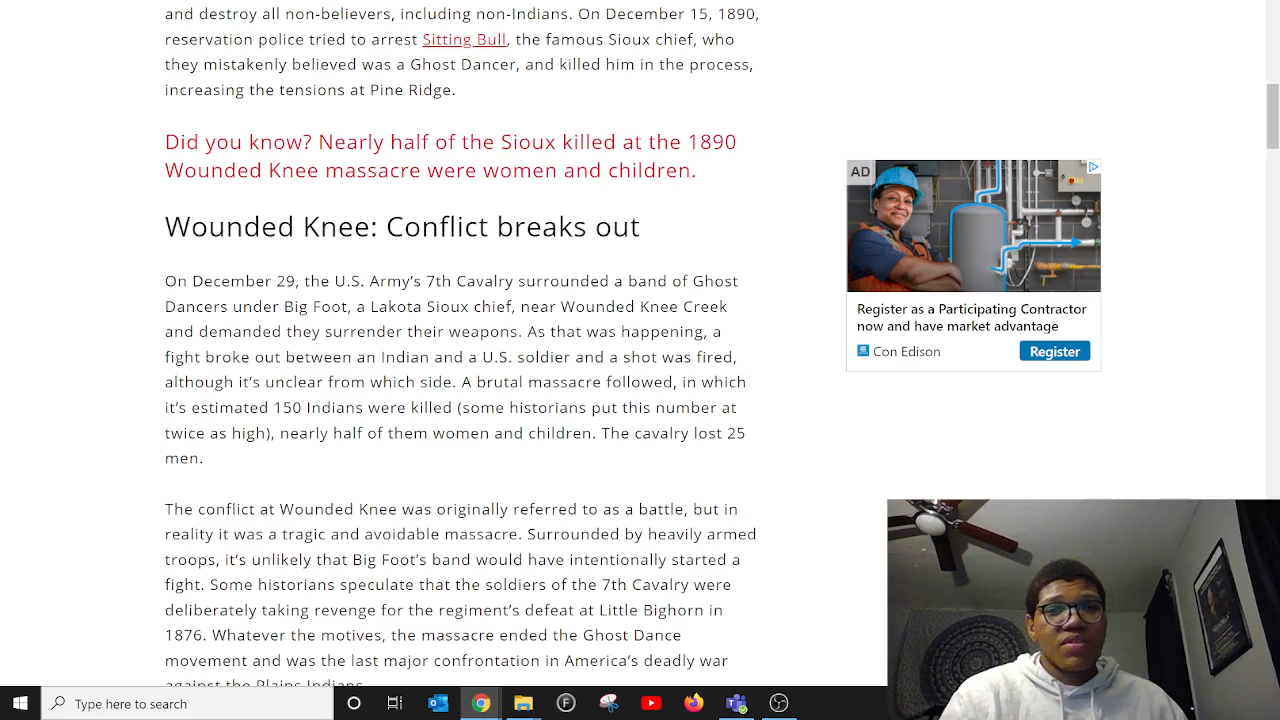 and destroy all non-believers, including non-Indians. On December 15, 1890,
reservation police tried to arrest Sitting Bull, the famous Sioux chief, who
they mistakenly believed was a Ghost Dancer, and killed him in the process,
increasing the tensions at Pine Ridge.
Did you know? Nearly half of the Sioux killed at the 1890
Wounded Knee massacre were women and children.
Wounded Knee: Conflict breaks out
On December 29, the U.S. Army’s 7th Cavalry surrounded a band of Ghost
Dancers under Big Foot, a Lakota Sioux chief, near Wounded Knee Creek
and demanded they surrender their weapons. As that was happening, a
fight broke out between an Indian and a U.S. soldier and a shot was fired,
although it’s unclear from which side. A brutal massacre followed, in which
it’s estimated 150 Indians were killed (some historians put this number at
twice as high), nearly half of them women and children. The cavalry lost 25
men.
The conflict at Wounded Knee was originally referred to as a battle, but in
reality it was a tragic and avoidable massacre. Surrounded by heavily armed
troops, it’s unlikely that Big Foot’s band would have intentionally started a
fight. Some historians speculate that the soldiers of the 7th Cavalry were
deliberately taking revenge for the regiment’s defeat at Little Bighorn in
1876. Whatever the motives, the massacre ended the Ghost Dance
movement and was the last major confrontation in America’s deadly war
against the Plains Indians.
AD
Register as a Participating Contractor
now and have market advantage
Con Edison
Register
Type here to search